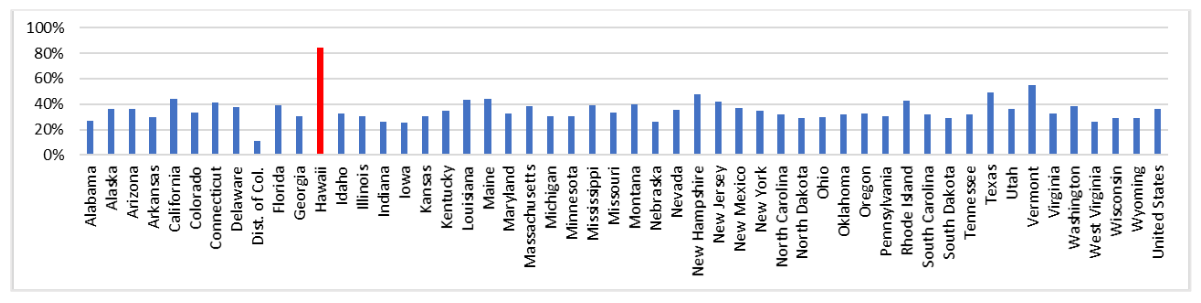 100%
80%
60%
40%
20%
0%
Alabama
Alaska
Arizona
Arkansas
California
Colorado
Connecticut
Delaware
Dist. of Col.
Florida
Georgia
Hawaii
Idaho
Illinois
Indiana
Iowa
Kansas
Kentucky
Louisiana
Maine
Maryland
Massachusetts
Michigan
Minnesota
Mississippi
Missouri
Montana
Nebraska
Nevada
New Hampshire
New Jersey
New Mexico
New York
North Carolina
North Dakota
Ohio
Oklahoma
Oregon
Pennsylvania
Rhode Island
South Carolina
South Dakota
Tennessee
Texas
Utah
Vermont
Virginia
Washington
West Virginia
Wisconsin
Wyoming
United States